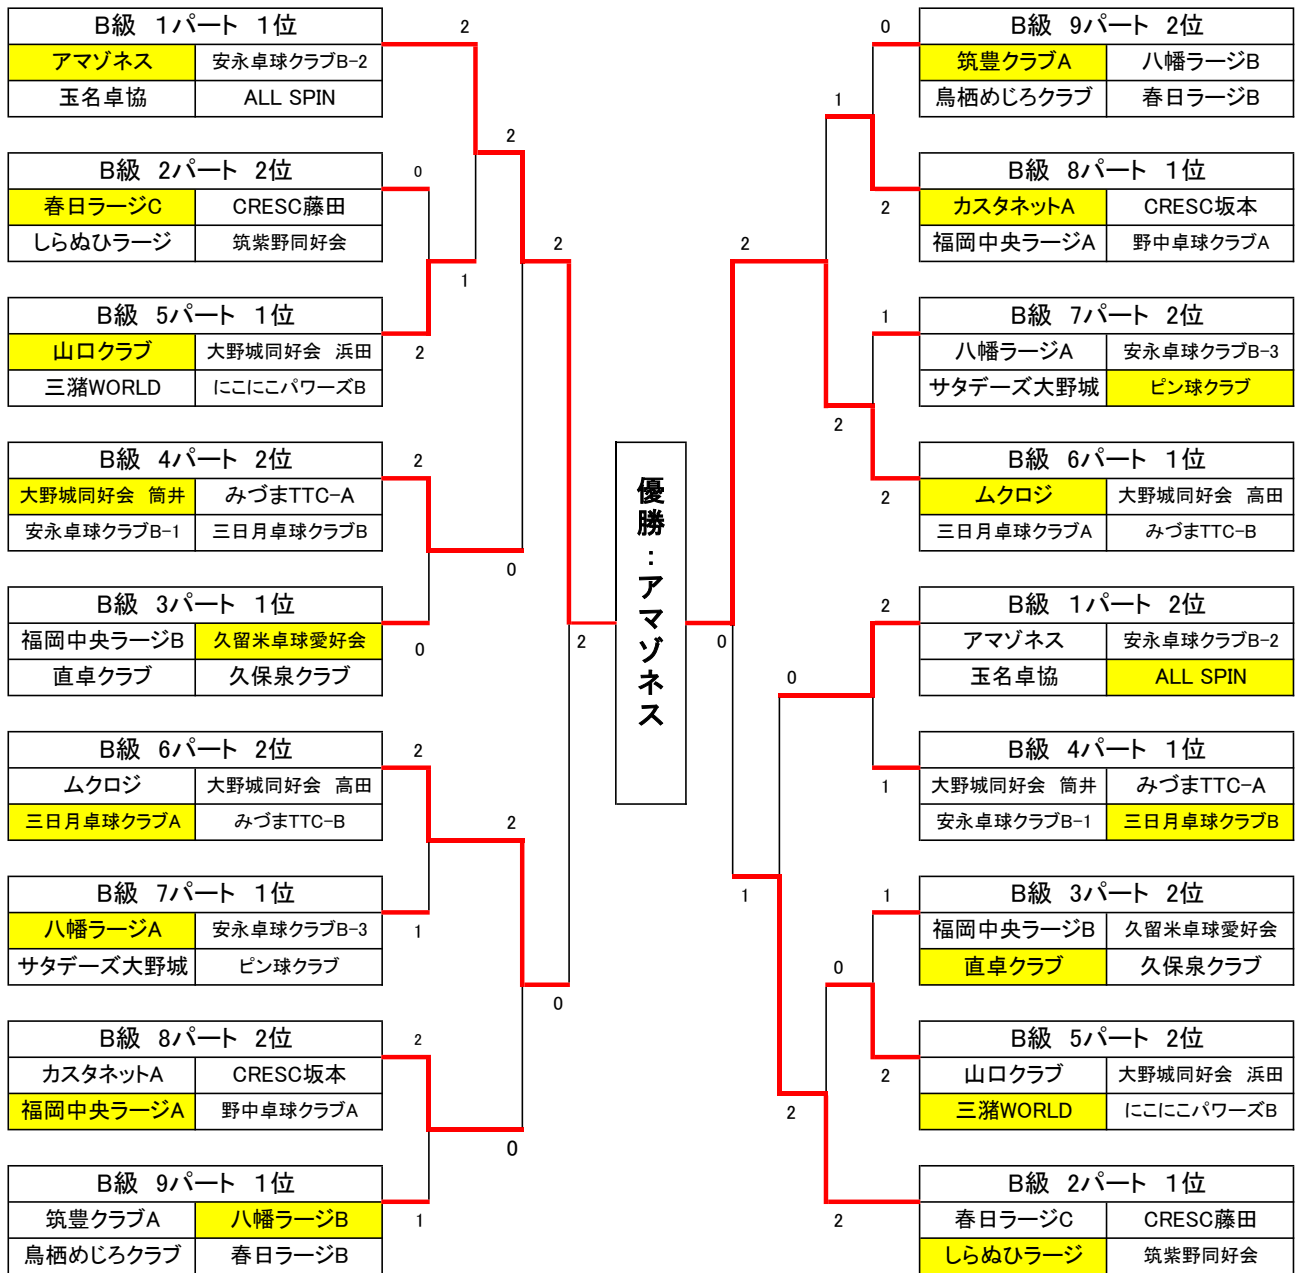 B級 1パート 1位
アマゾネス 安永卓球クラブB-2
玉名卓協 ALL SPIN
2
B級 2パート 2位
春日ラージC CRESC藤田
しらぬひラージ 筑紫野同好会
0
2
B級 5パート 1位
山口クラブ 大野城同好会 浜田
三潴WORLD にこにこパワーズB
2
1
2
B級 4パート 2位
大野城同好会 筒井 みづまTTC-A
安永卓球クラブB-1 三日月卓球クラブB
2
0
B級 3パート 1位
福岡中央ラージB 久留米卓球愛好会
直卓クラブ 久保泉クラブ
0
2
B級 6パート 2位
ムクロジ 大野城同好会 高田
三日月卓球クラブA みづまTTC-B
2
2
B級 7パート 1位
八幡ラージA 安永卓球クラブB-3
サタデーズ大野城 ピン球クラブ
1
0
B級 8パート 2位
カスタネットA CRESC坂本
福岡中央ラージA 野中卓球クラブA
2
0
B級 9パート 1位
筑豊クラブA 八幡ラージB
鳥栖めじろクラブ 春日ラージB
1
優勝:アマゾネス
0
B級 9パート 2位
筑豊クラブA 八幡ラージB
鳥栖めじろクラブ 春日ラージB
1
B級 8パート 1位
カスタネットA CRESC坂本
福岡中央ラージA 野中卓球クラブA
2
2
1
B級 7パート 2位
八幡ラージA 安永卓球クラブB-3
サタデーズ大野城 ピン球クラブ
2
B級 6パート 1位
ムクロジ 大野城同好会 高田
三日月卓球クラブA みづまTTC-B
2
2
B級 1パート 2位
アマゾネス 安永卓球クラブB-2
玉名卓協 ALL SPIN
0
0
B級 4パート 1位
大野城同好会 筒井 みづまTTC-A
安永卓球クラブB-1 三日月卓球クラブB
1
1
1
B級 3パート 2位
福岡中央ラージB 久留米卓球愛好会
直卓クラブ 久保泉クラブ
0
B級 5パート 2位
山口クラブ 大野城同好会 浜田
三潴WORLD にこにこパワーズB
2
2
B級 2パート 1位
春日ラージC CRESC藤田
しらぬひラージ 筑紫野同好会
2